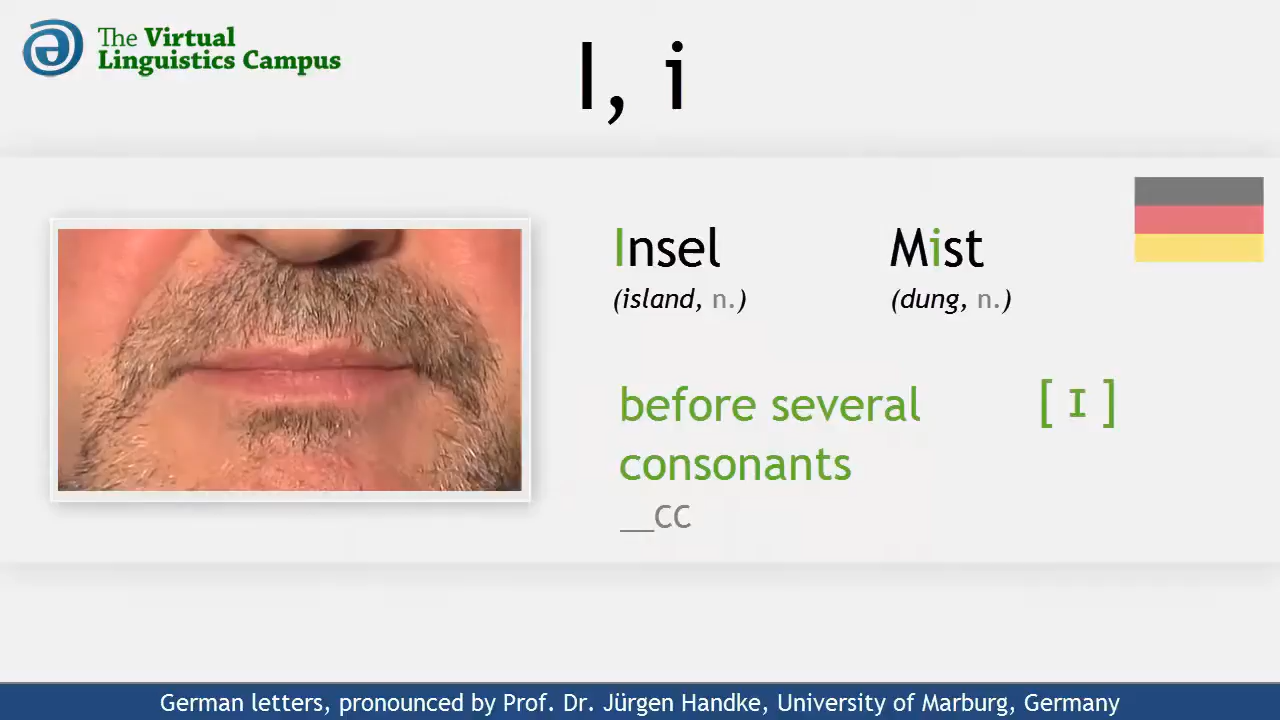 The Virtual
Linguistics Campus
I, i
Insel
Mist
(island, n.)
(dung, n.)
before several
consonants
[ ɪ ]
__CC
German letters, pronounced by Prof. Dr. Jürgen Handke, University of Marburg, Germany